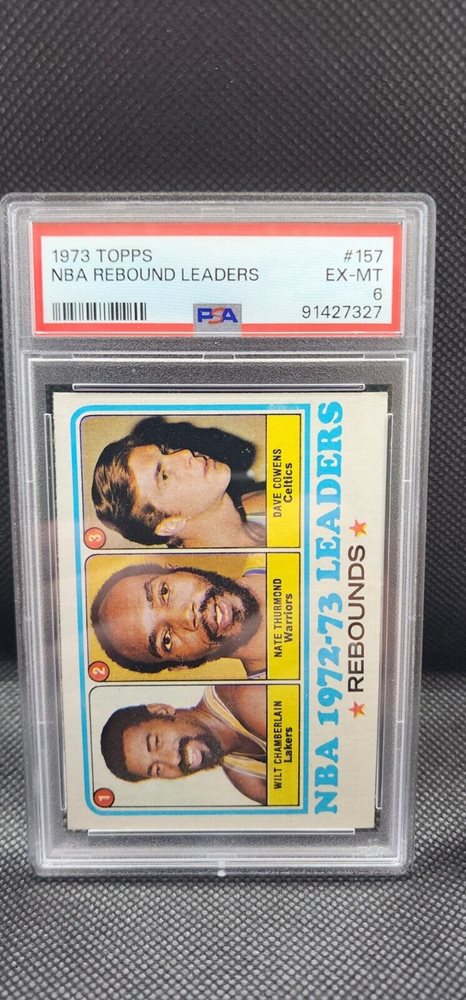 1973 TOPPS
#157
NBA REBOUND LEADERS
EX-MT
6
PSA
91427327
1
WILT CHAMBERLAIN
Lakers
2
NATE THURMOND
Warriors
3
DAVE COWENS
Celtics
NBA 1972-73 LEADERS
★ REBOUNDS ★